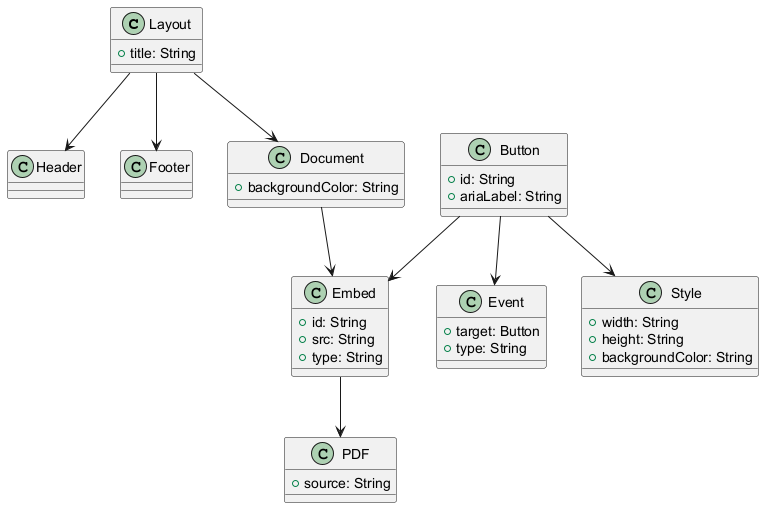 C Layout
title: String
C Header
C Footer
C Document
backgroundColor: String
C Button
id: String
ariaLabel: String
C Embed
id: String
src: String
type: String
C Event
target: Button
type: String
C Style
width: String
height: String
backgroundColor: String
C PDF
source: String